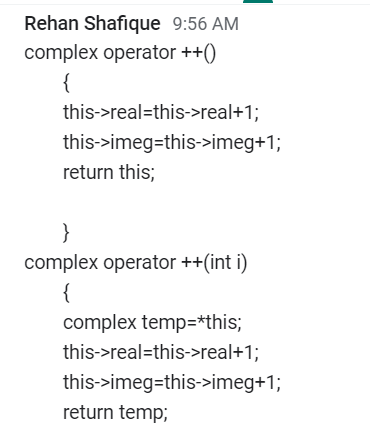 Rehan Shafique 9:56 AM
complex operator ++()
{
this->real=this->real+1;
this->imeg=this->imeg+1;
return this;
}
complex operator ++(int i)
{
complex temp=*this;
this->real=this->real+1;
this->imeg=this->imeg+1;
return temp;